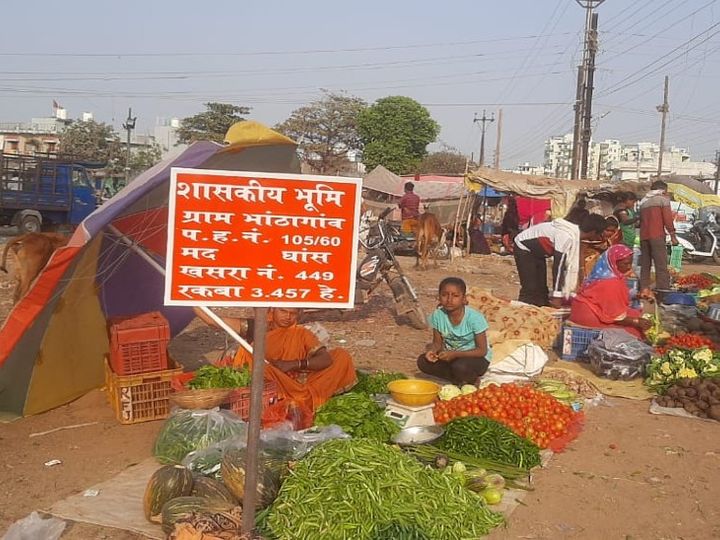 शासकीय भूमि
ग्राम भांठागांव
प.ह.नं. 105/60
मद घांस
खसरा नं. 449
रकबा 3.457 हे.